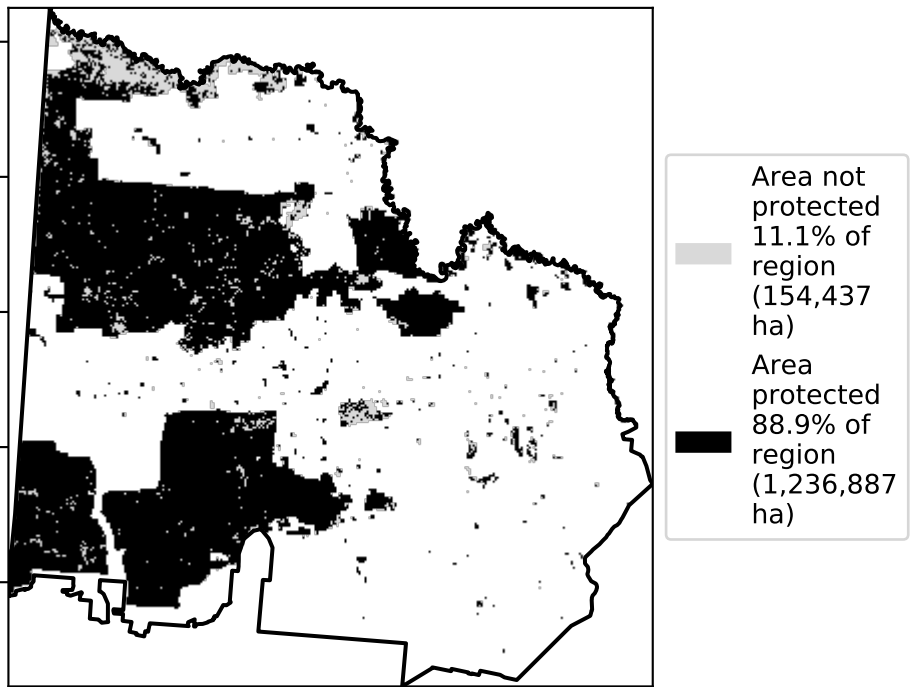 Area not
protected
11.1% of
region
(154,437
ha)
Area
protected
88.9% of
region
(1,236,887
ha)